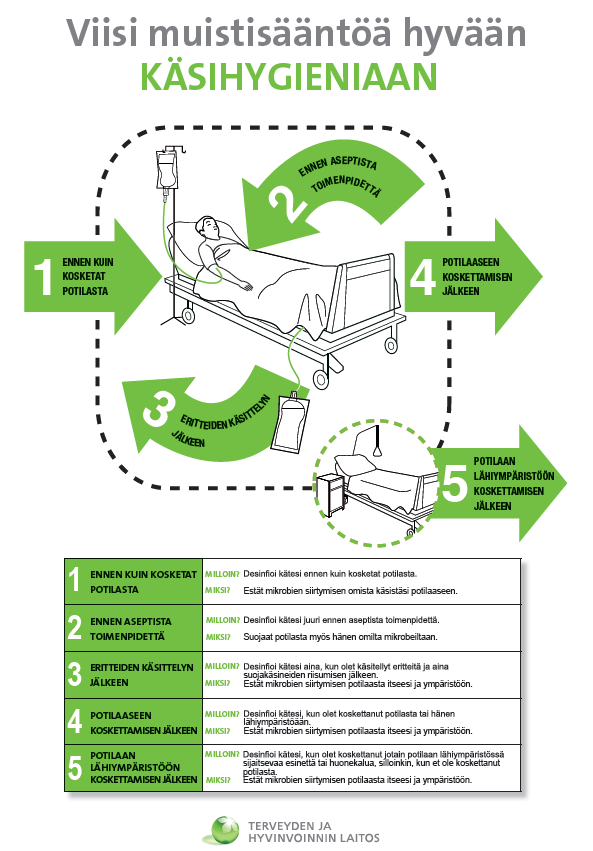 Viisi muistisääntöä hyvään
KÄSIHYGIENIAAN
ENNEN ASEPTISTA
TOIMENPIDETTÄ
2
1
ENNEN KUIN
KOSKETAT
POTILASTA
4
POTILAASEEN
KOSKETTAMISEN
JÄLKEEN
3
ERITTEIDEN KÄSITTELYN
JÄLKEEN
5
POTILAAN
LÄHIYMPÄRISTÖÖN
KOSKETTAMISEN
JÄLKEEN
1
ENNEN KUIN KOSKETAT
POTILASTA
MILLOIN? Desinfioi kätesi ennen kuin kosketat potilasta.
MIKSI? Estät mikrobien siirtymisen omista käsistäsi potilaaseen.
2
ENNEN ASEPTISTA
TOIMENPIDETTÄ
MILLOIN? Desinfioi kätesi juuri ennen aseptista toimenpidettä.
MIKSI? Suojaat potilasta myös hänen omilta mikrobeiltaan.
3
ERITTEIDEN KÄSITTELYN
JÄLKEEN
MILLOIN? Desinfioi kätesi aina, kun olet käsitellyt eritteitä ja aina
suojakäsineiden riisumisen jälkeen.
MIKSI? Estät mikrobien siirtymisen potilaasta itseesi ja ympäristöön.
4
POTILAASEEN
KOSKETTAMISEN JÄLKEEN
MILLOIN? Desinfioi kätesi, kun olet koskettanut potilasta tai hänen
lähiympäristöään.
MIKSI? Estät mikrobien siirtymisen potilaasta itseesi ja ympäristöön.
5
POTILAAN
LÄHIYMPÄRISTÖÖN
KOSKETTAMISEN JÄLKEEN
MILLOIN? Desinfioi kätesi, kun olet koskettanut jotain potilaan lähiympäristössä
sijaitsevaa esinettä tai huonekalua, silloinkin, kun et ole koskettanut
potilasta.
MIKSI? Estät mikrobien siirtymisen potilaasta itseesi ja ympäristöön.
TERVEYDEN JA
HYVINVOINNIN LAITOS